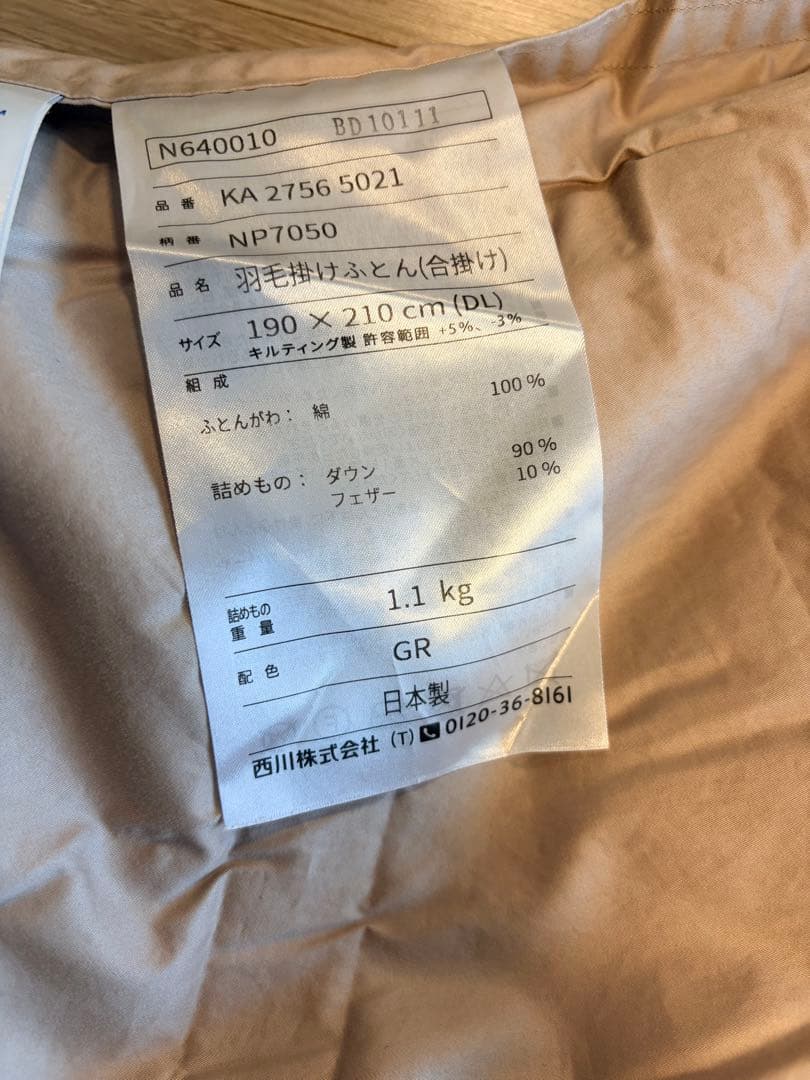 N640010 BD10111
品番 KA 2756 5021
柄番 NP7050
品名 羽毛掛けふとん(合掛け)
サイズ 190 × 210 cm (DL)
キルティング製 許容範囲 +5%、-3%
組成
ふとんがわ： 綿 100%
詰めもの： ダウン 90%
フェザー 10%
詰めもの
重量 1.1 kg
配色 GR
日本製
西川株式会社 (T) 0120-36-8161